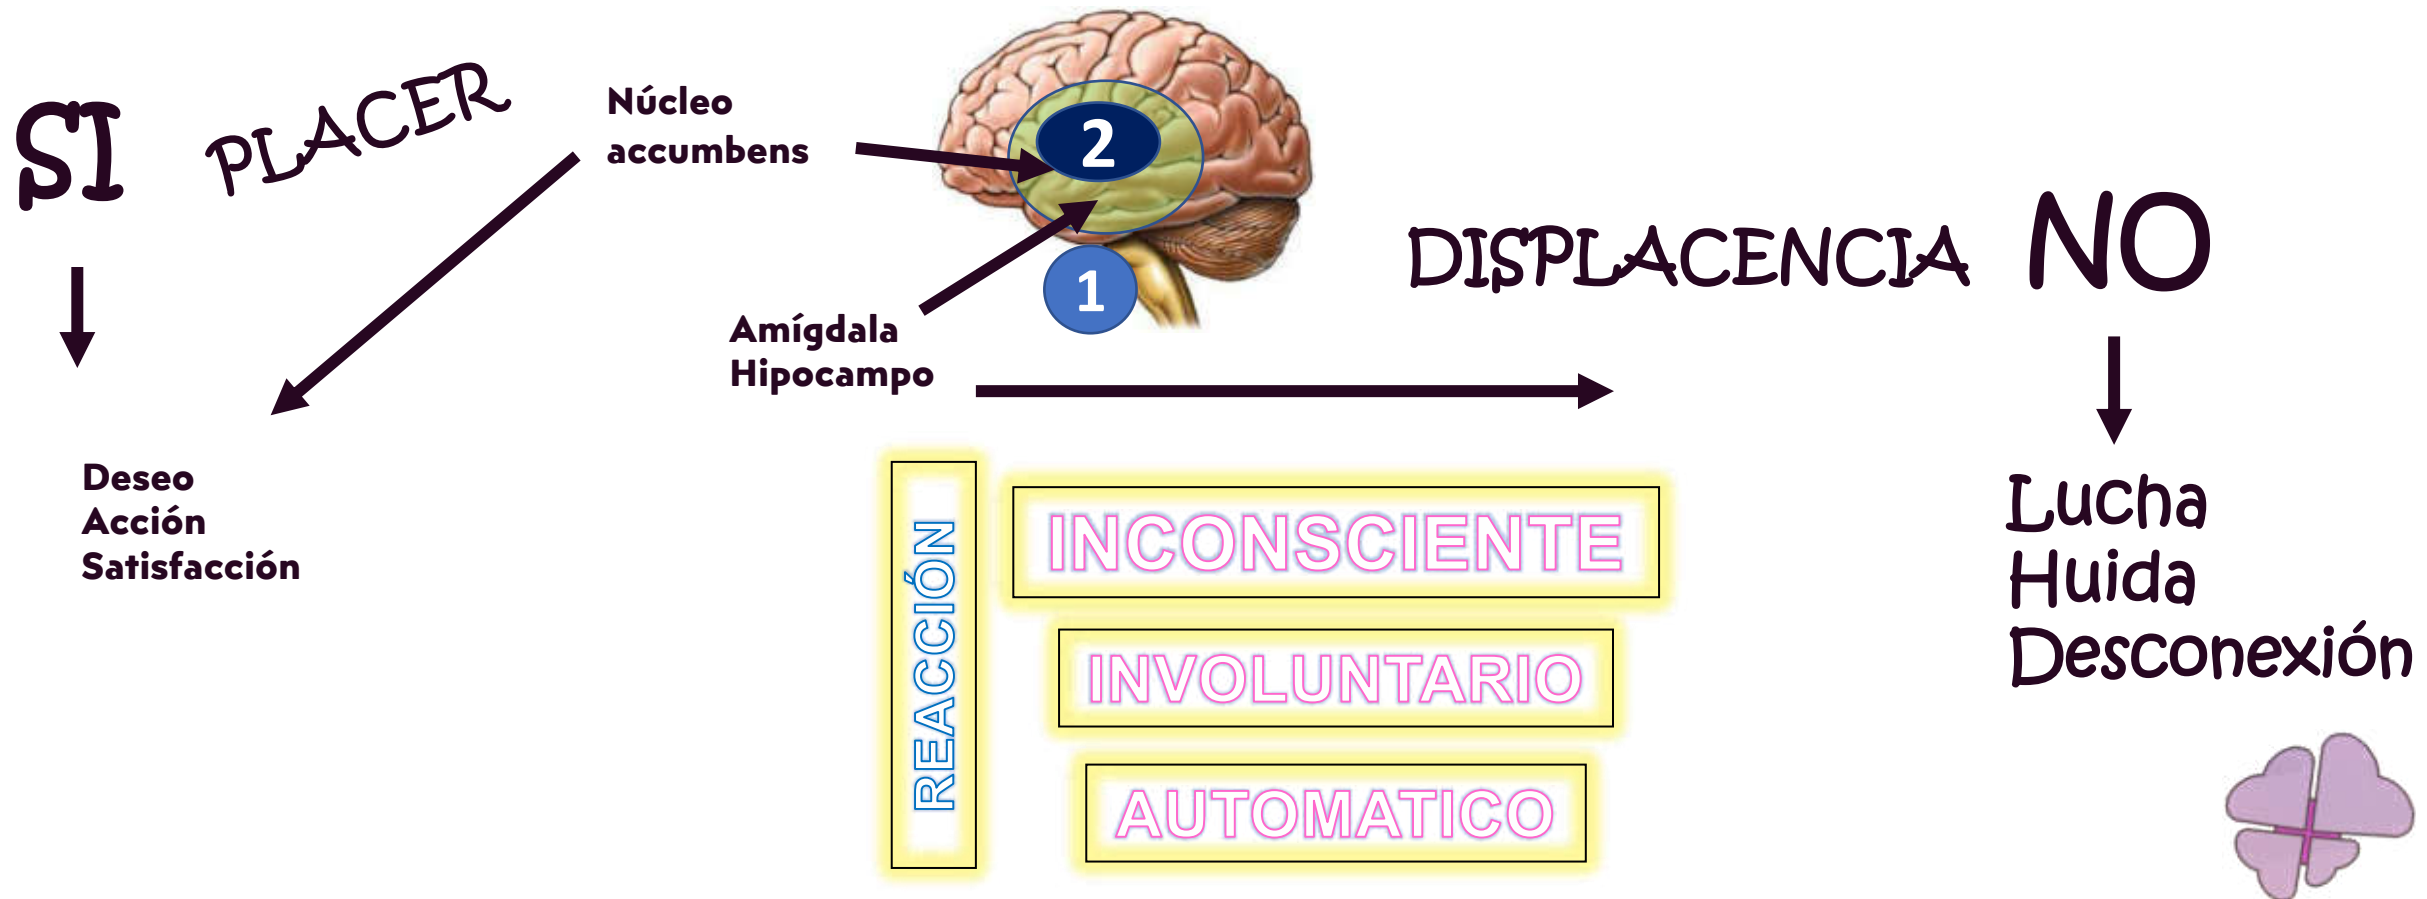 SI
PLACER
Núcleo
accumbens
2
1
Amígdala
Hipocampo
DISPLACENCIA
NO
Deseo
Acción
Satisfacción
REACCIÓN
INCONSCIENTE
INVOLUNTARIO
AUTOMATICO
Lucha
Huida
Desconexión